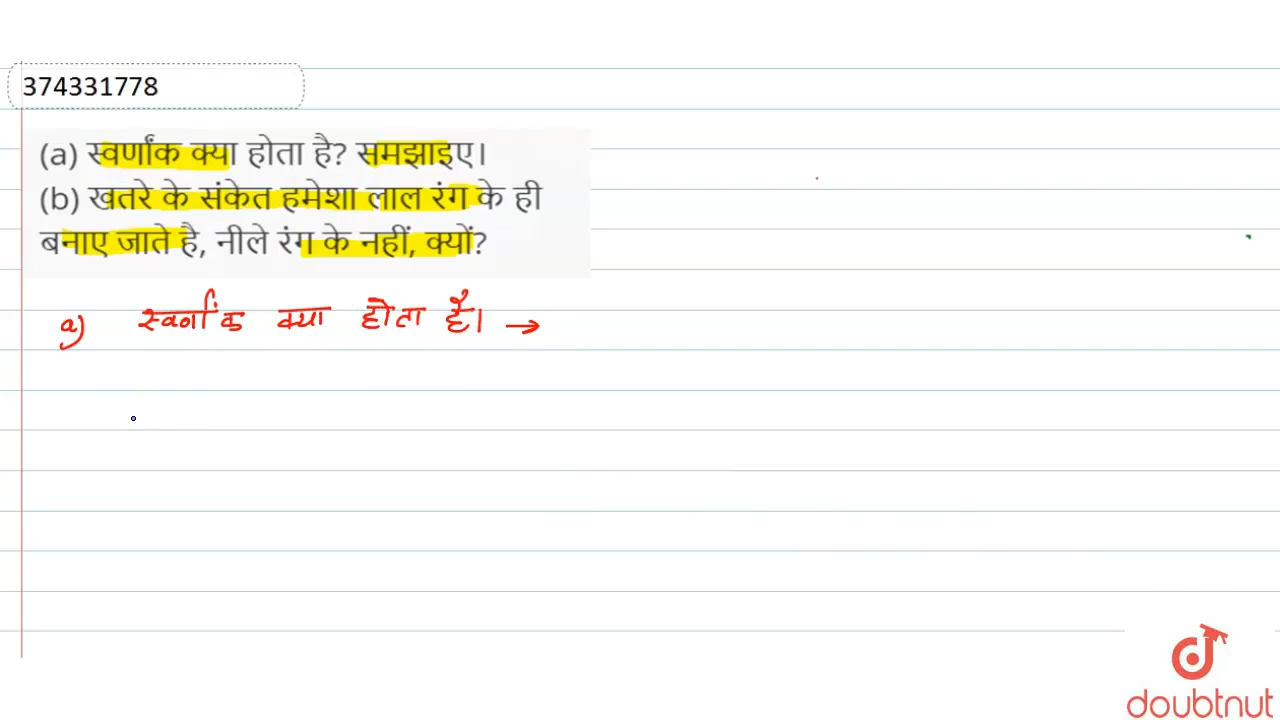 374331778
(a) स्वर्णांक क्या होता है? समझाइए।
(b) खतरे के संकेत हमेशा लाल रंग के ही
बनाए जाते है, नीले रंग के नहीं, क्यों?
a) स्वर्णांक क्या होता है। →
doubtnut